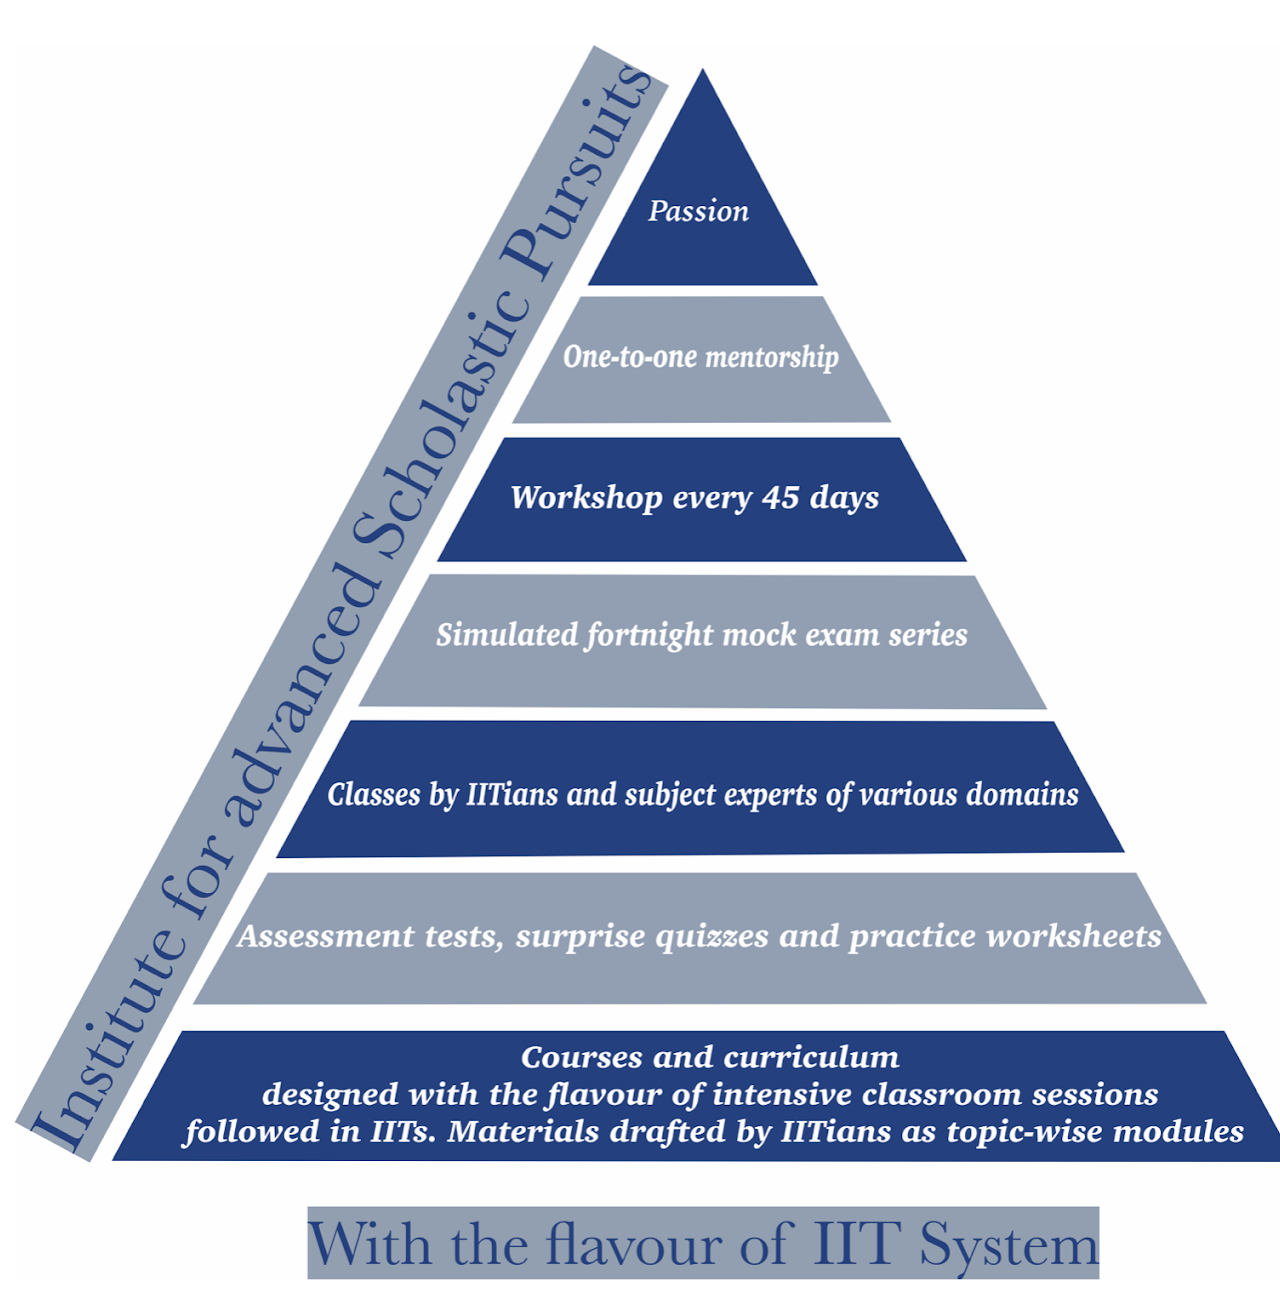 Institute for advanced Scholastic Pursuits
Passion
One-to-one mentorship
Workshop every 45 days
Simulated fortnight mock exam series
Classes by IITians and subject experts of various domains
Assessment tests, surprise quizzes and practice worksheets
Courses and curriculum
designed with the flavour of intensive classroom sessions
followed in IITs. Materials drafted by IITians as topic-wise modules
With the flavour of IIT System